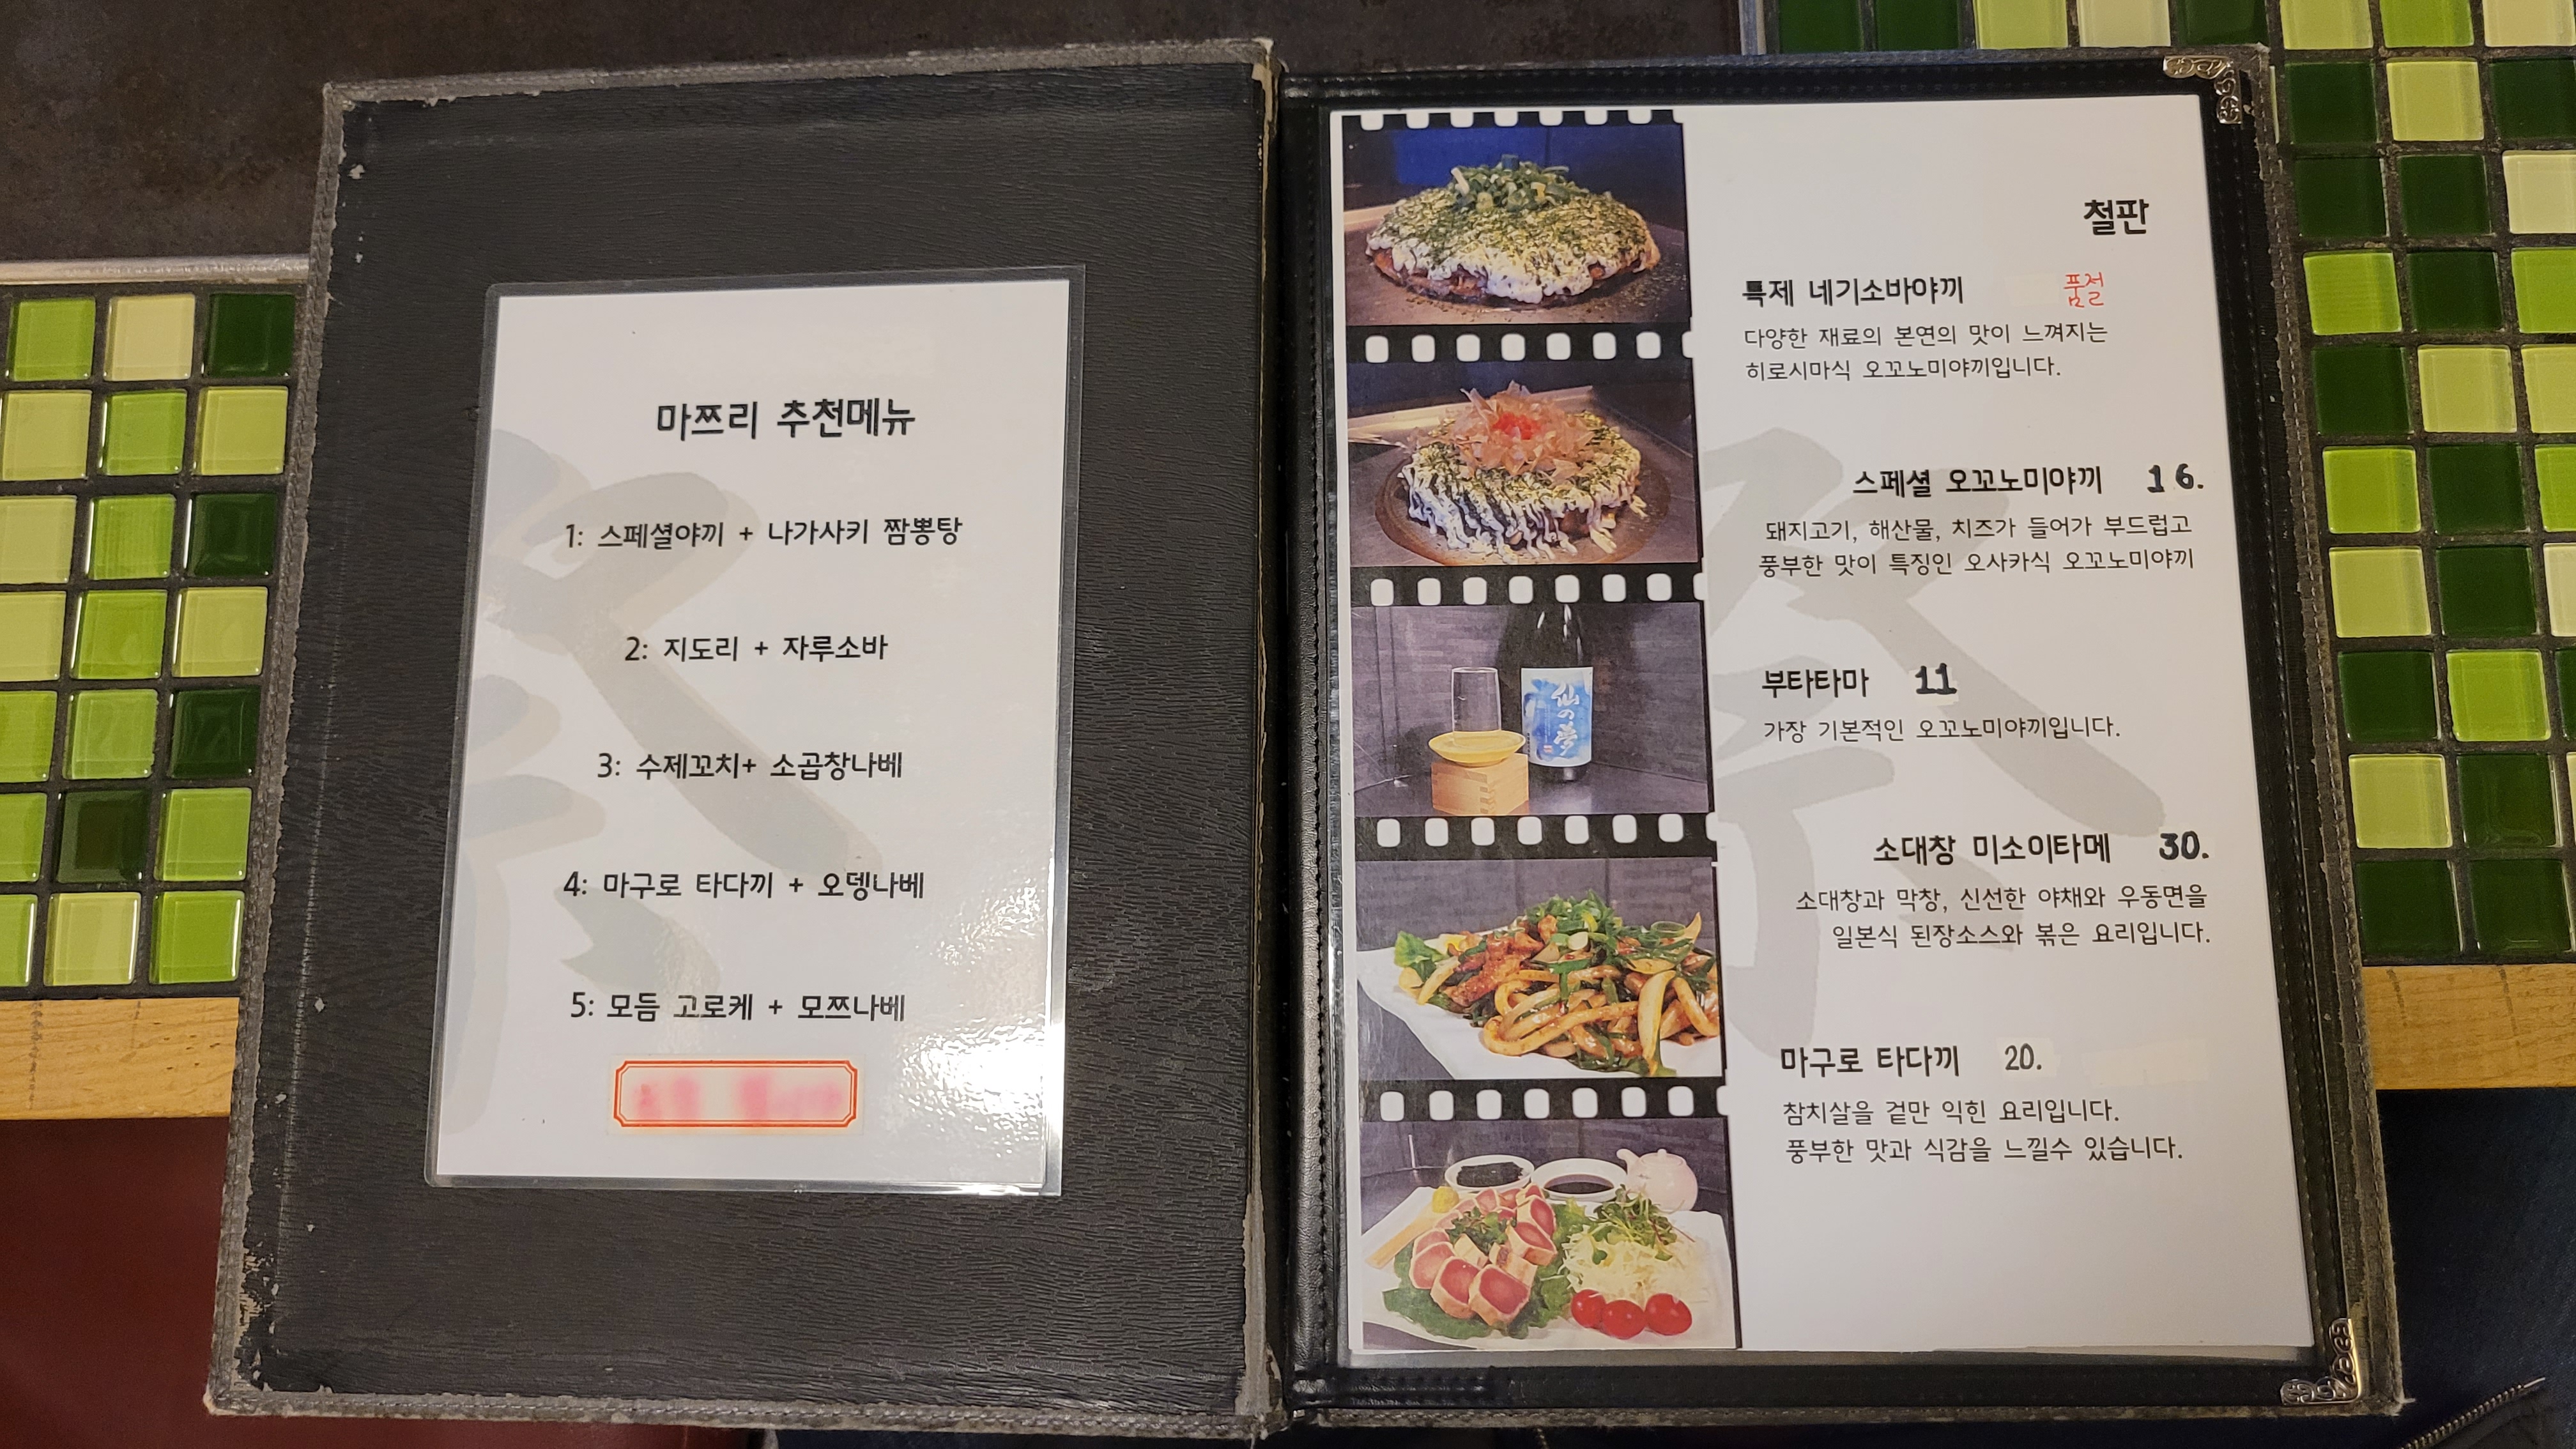 마쯔리 추천메뉴
1: 스페셜야끼 + 나가사키 짬뽕탕
2: 지도리 + 자루소바
3: 수제꼬치+ 소곱창나베
4: 마구로 타다끼 + 오뎅나베
5: 모듬 고로케 + 모쯔나베
철판
특제 네기소바야끼 품절
다양한 재료의 본연의 맛이 느껴지는
히로시마식 오꼬노미야끼입니다.
스페셜 오꼬노미야끼 16.
돼지고기, 해산물, 치즈가 들어가 부드럽고
풍부한 맛이 특징인 오사카식 오꼬노미야끼
부타타마 11
가장 기본적인 오꼬노미야끼입니다.
소대창 미소이타메 30.
소대창과 막창, 신선한 야채와 우동면을
일본식 된장소스와 볶은 요리입니다.
마구로 타다끼 20.
참치살을 겉만 익힌 요리입니다.
풍부한 맛과 식감을 느낄수 있습니다.
仙の夢
祭